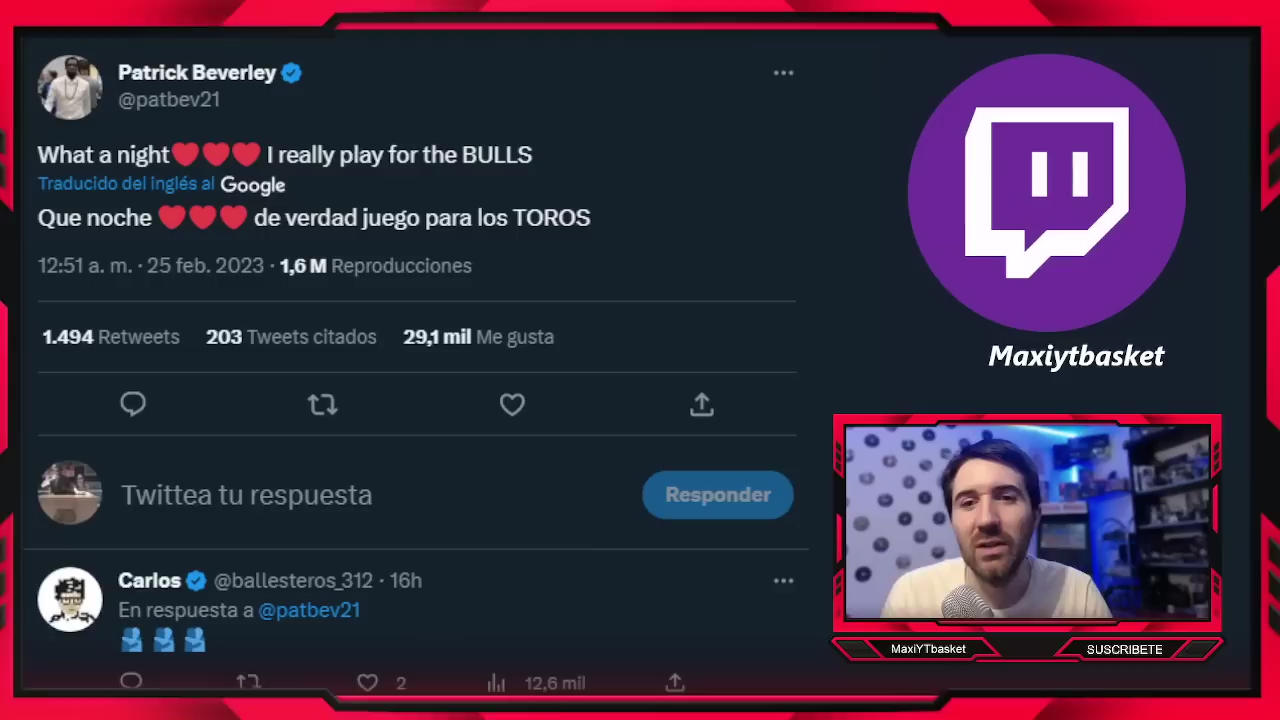 Patrick Beverley
@patbev21
What a night❤❤❤ I really play for the BULLS
Traducido del inglés al Google
Que noche ❤❤❤ de verdad juego para los TOROS
12:51 a. m. · 25 feb. 2023 · 1,6 M Reproducciones
1.494 Retweets 203 Tweets citados 29,1 mil Me gusta
Twittea tu respuesta
Responder
Carlos @ballesteros_312 · 16h
En respuesta a @patbev21
2 12,6 mil
Maxiytbasket
MaxiYTbasket
SUSCRIBETE